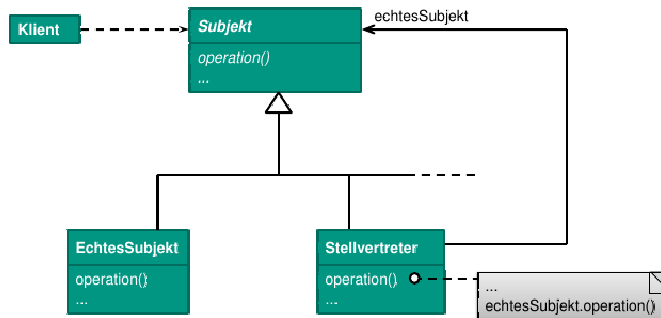 Klient
Subjekt
operation()
...
echtesSubjekt
EchtesSubjekt
operation()
...
Stellvertreter
operation()
...
...
echtesSubjekt.operation()